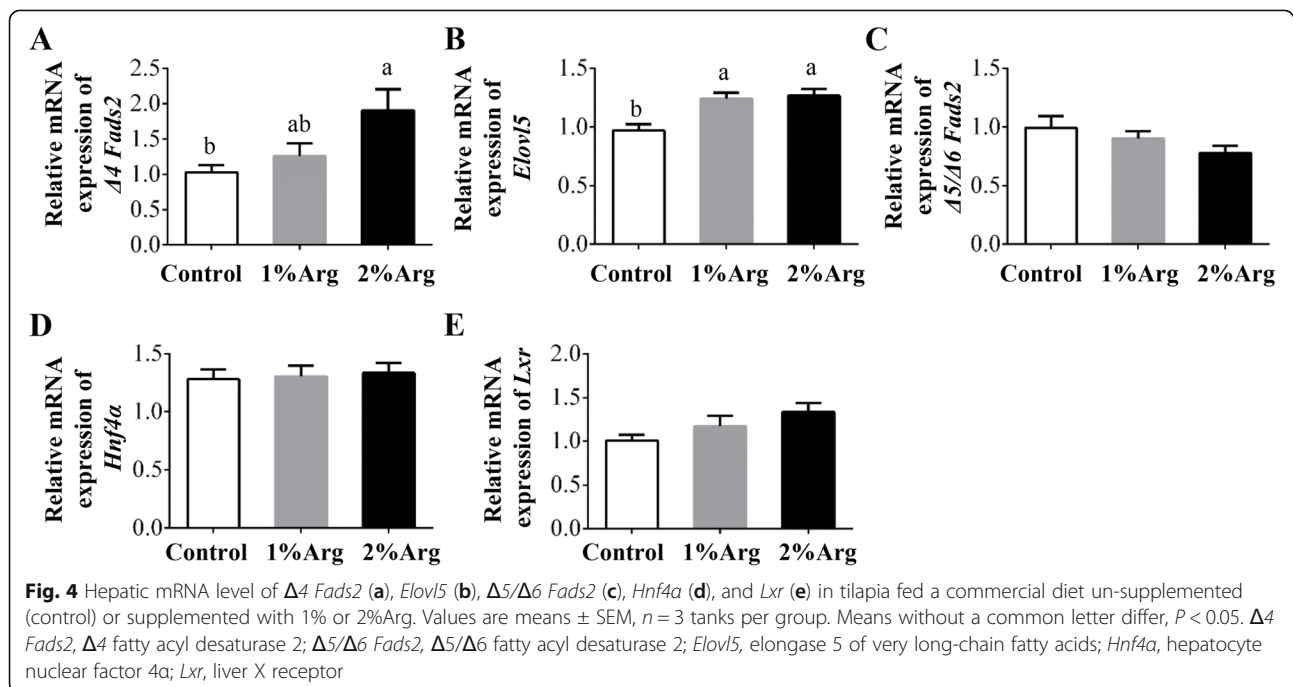 A
Relative mRNA
expression of
Δ4 Fads2
2.5
2.0
1.5
1.0
0.5
0.0
b
ab
a
Control 1%Arg 2%Arg
B
Relative mRNA
expression of
Elovl5
1.5
1.0
0.5
0.0
b
a
a
Control 1%Arg 2%Arg
C
Relative mRNA
expression of
Δ5/Δ6 Fads2
1.5
1.0
0.5
0.0
Control 1%Arg 2%Arg
D
Relative mRNA
expression of
Hnf4α
1.5
1.0
0.5
0.0
Control 1%Arg 2%Arg
E
Relative mRNA
expression of Lxr
2.0
1.5
1.0
0.5
0.0
Control 1%Arg 2%Arg
Fig. 4 Hepatic mRNA level of Δ4 Fads2 (a), Elovl5 (b), Δ5/Δ6 Fads2 (c), Hnf4α (d), and Lxr (e) in tilapia fed a commercial diet un-supplemented
(control) or supplemented with 1% or 2%Arg. Values are means ± SEM, n = 3 tanks per group. Means without a common letter differ, P < 0.05. Δ4
Fads2, Δ4 fatty acyl desaturase 2; Δ5/Δ6 Fads2, Δ5/Δ6 fatty acyl desaturase 2; Elovl5, elongase 5 of very long-chain fatty acids; Hnf4α, hepatocyte
nuclear factor 4α; Lxr, liver X receptor